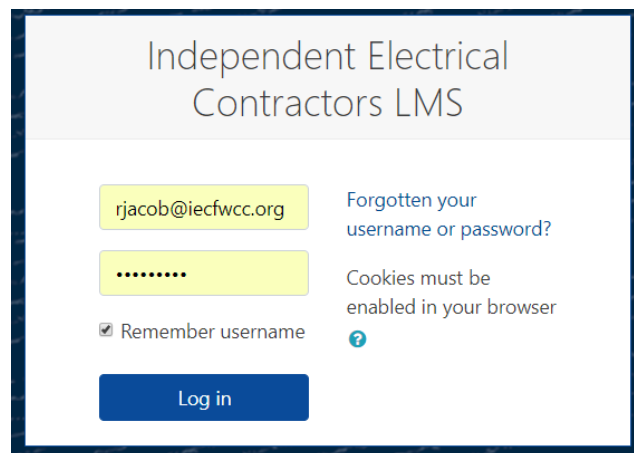 Independent Electrical
Contractors LMS
rjacob@iecfwcc.org
•••••••••
Remember username
Log in
Forgotten your
username or password?
Cookies must be
enabled in your browser
?